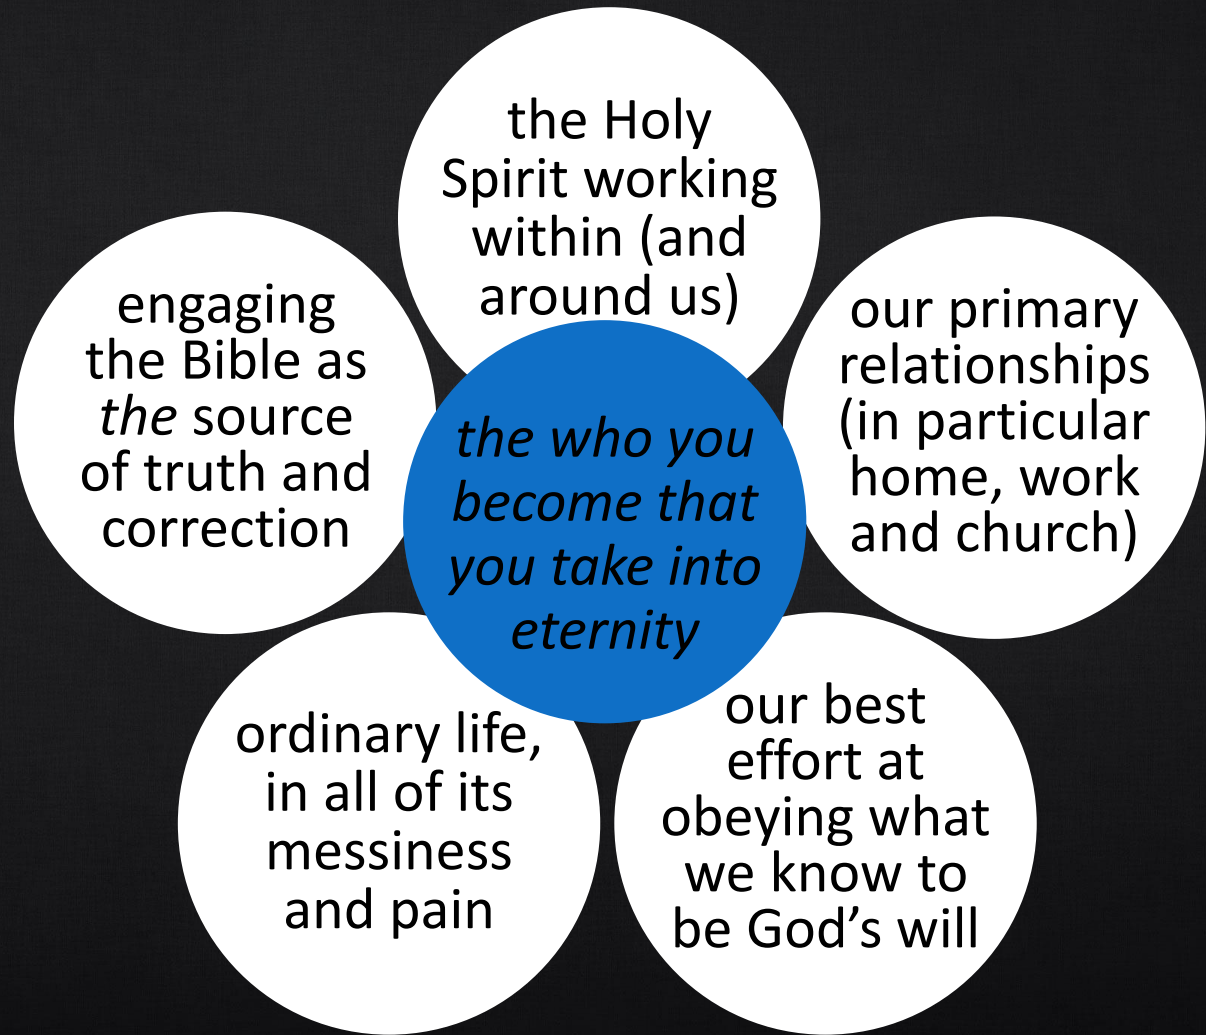 the Holy
Spirit working
within (and
around us)
engaging
the Bible as
the source
of truth and
correction
our primary
relationships
(in particular
home, work
and church)
the who you
become that
you take into
eternity
ordinary life,
in all of its
messiness
and pain
our best
effort at
obeying what
we know to
be God’s will